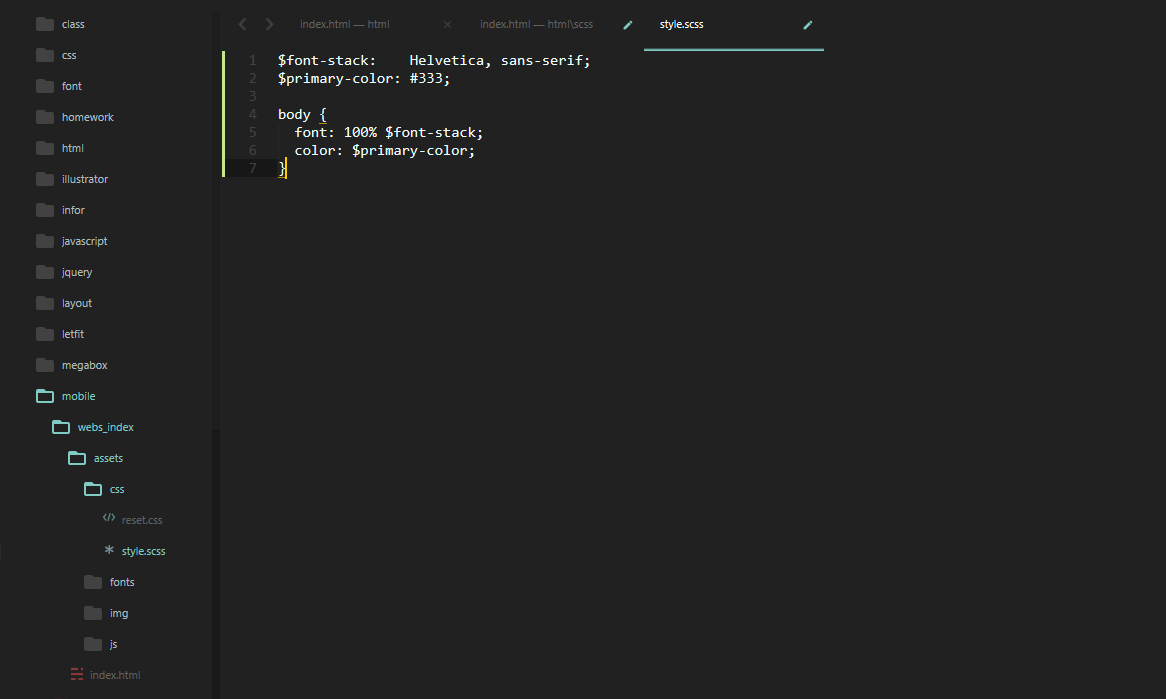 class
css
font
homework
html
illustrator
infor
javascript
jquery
layout
letfit
megabox
mobile
webs_index
assets
css
reset.css
style.scss
fonts
img
js
index.html
index.html — html
index.html — html\scss
style.scss
1 $font-stack:    Helvetica, sans-serif;
2 $primary-color: #333;
3
4 body {
5   font: 100% $font-stack;
6   color: $primary-color;
7 }